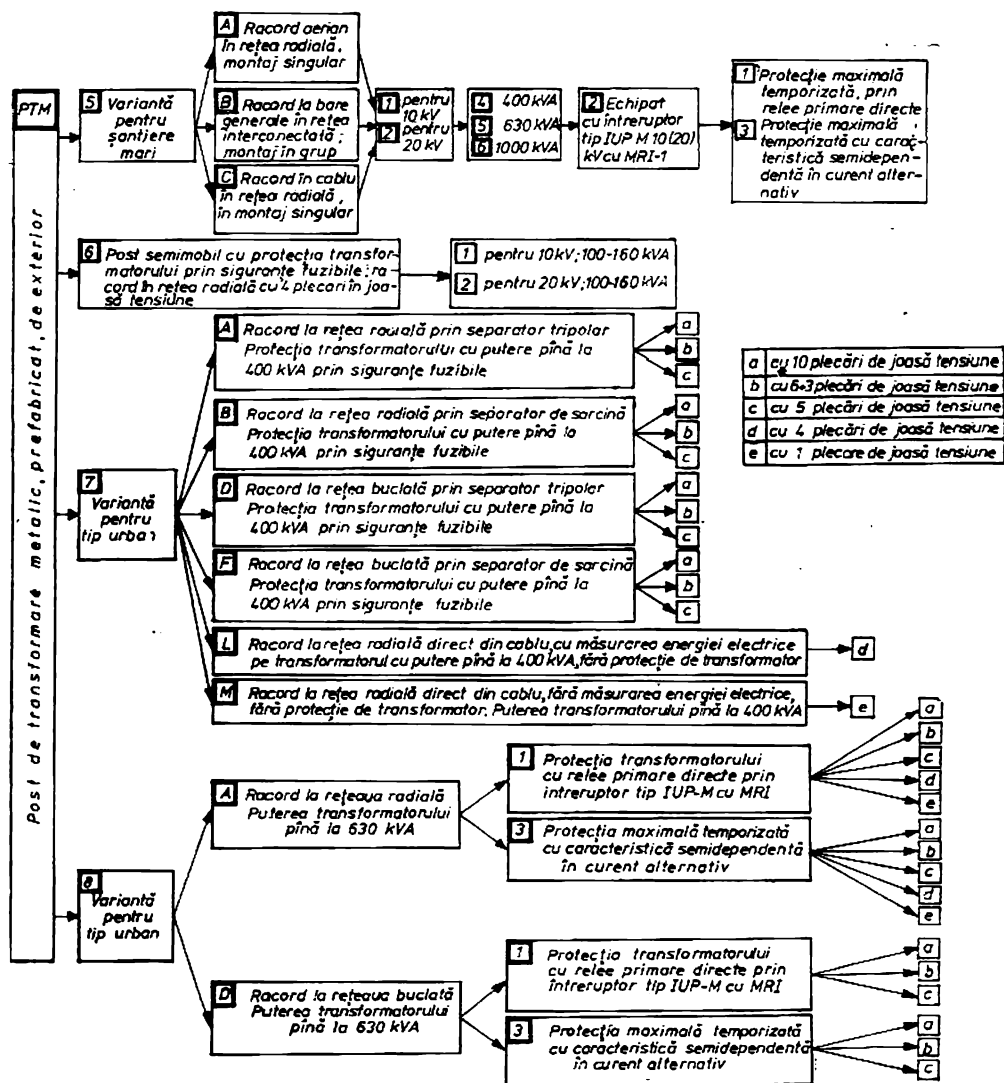 PTM
Post de transformare metalic, prefabricat, de exterior
5 Variantă
pentru
șantiere
mari
A Racord aerian
în rețea radială,
montaj singular
B Racord la bare
generale în rețea
interconectată;
montaj în grup
C Racord în cablu
în rețea radială,
în montaj singular
1 pentru
10 kV
2 pentru
20 kV
4 400 kVA
5 630 kVA
6 1000 kVA
2 Echipat
cu întreruptor
tip IUP M 10(20)
kV cu MRI-1
1 Protecție maximală
temporizată, prin
relee primare directe
3 Protecție maximală
temporizată cu carac-
teristică semidepen-
dentă în curent alter-
nativ
6 Post semimobil cu protecția transfor-
matorului prin siguranțe fuzibile; ra-
cord în rețea radială cu 4 plecări în joa-
să tensiune
1 pentru 10 kV; 100-160 kVA
2 pentru 20 kV; 100-160 kVA
7
Variantă
pentru
tip urban
A Racord la rețea radială prin separator tripolar
Protecția transformatorului cu putere pînă la
400 kVA prin siguranțe fuzibile
a
b
c
B Racord la rețea radială prin separator de sarcină
Protecția transformatorului cu putere pînă la
400 kVA prin siguranțe fuzibile
a
b
c
D Racord la rețea buclată prin separator tripolar
Protecția transformatorului cu putere pînă la
400 kVA prin siguranțe fuzibile
a
b
c
F Racord la rețea buclată prin separator de sarcină
Protecția transformatorului cu putere pînă la
400 kVA prin siguranțe fuzibile
a
b
c
L Racord la rețea radială direct din cablu, cu măsurarea energiei electrice
pe transformatorul cu putere pînă la 400 kVA, fără protecție de transformator
d
M Racord la rețea radială direct din cablu, fără măsurarea energiei electrice,
fără protecție de transformator. Puterea transformatorului pînă la 400 kVA
e
a cu 10 plecări de joasă tensiune
b cu 6+3 plecări de joasă tensiune
c cu 5 plecări de joasă tensiune
d cu 4 plecări de joasă tensiune
e cu 1 plecare de joasă tensiune
8
Variantă
pentru
tip urban
A Racord la rețeaua radială
Puterea transformatorului
pînă la 630 kVA
1 Protecția transformatorului
cu relee primare directe prin
întreruptor tip IUP-M cu MRI
a
b
c
d
e
3 Protecția maximală temporizată
cu caracteristică semidependentă
în curent alternativ
a
b
c
d
e
D Racord la rețeaua buclată
Puterea transformatorului
pînă la 630 kVA
1 Protecția transformatorului
cu relee primare directe prin
întreruptor tip IUP-M cu MRI
a
b
c
3 Protecția maximală temporizată
cu caracteristică semidependentă
în curent alternativ
a
b
c